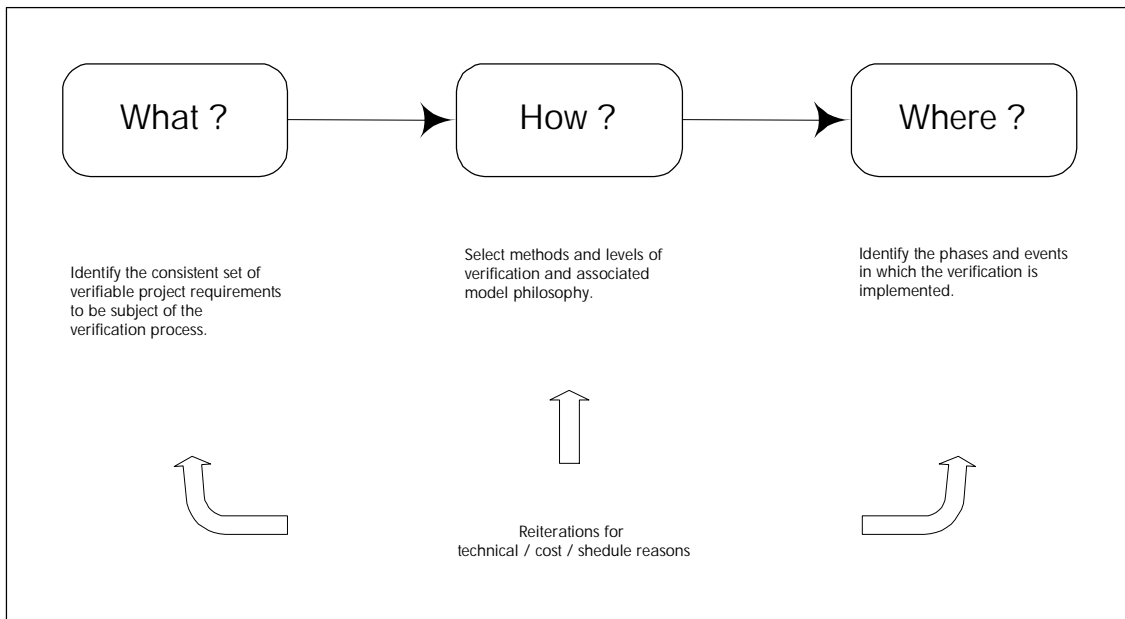 What ?
How ?
Where ?
Identify the consistent set of
verifiable project requirements
to be subject of the
verification process.
Select methods and levels of
verification and associated
model philosophy.
Identify the phases and events
in which the verification is
implemented.
Reiterations for
technical / cost / shedule reasons